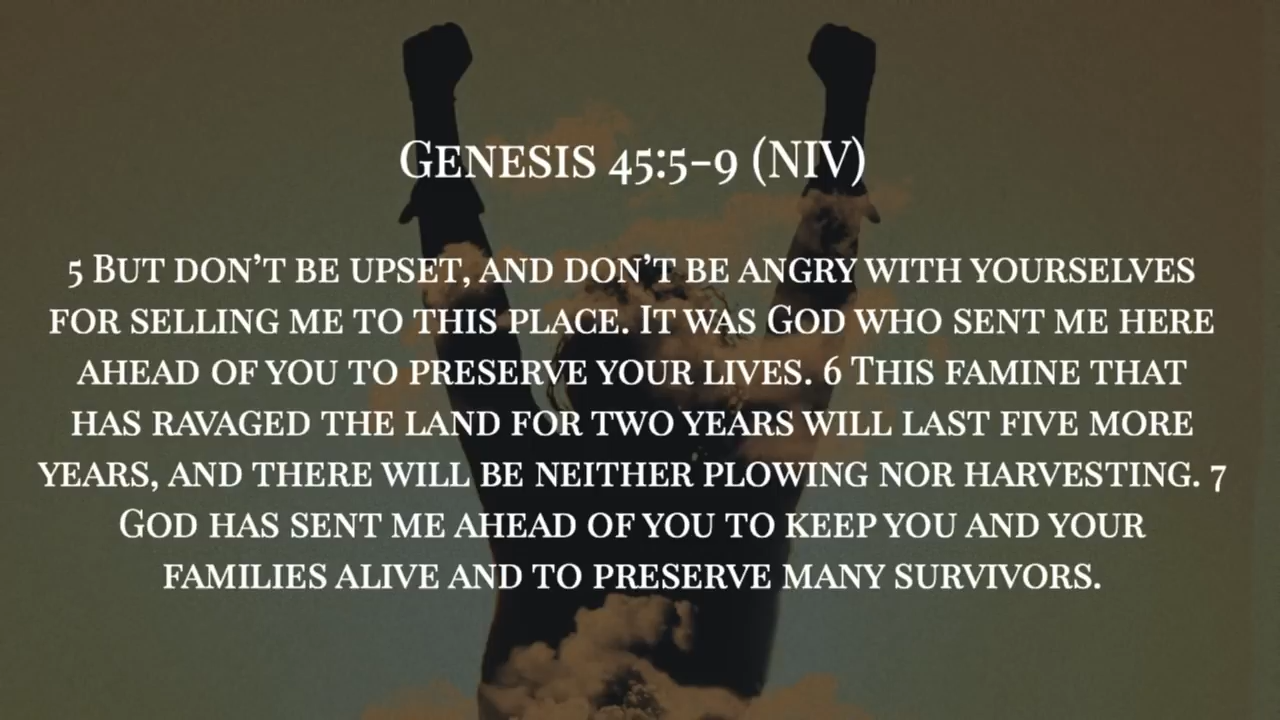 Genesis 45:5-9 (NIV)
5 But don’t be upset, and don’t be angry with yourselves
for selling me to this place. It was God who sent me here
ahead of you to preserve your lives. 6 This famine that
has ravaged the land for two years will last five more
years, and there will be neither plowing nor harvesting. 7
God has sent me ahead of you to keep you and your
families alive and to preserve many survivors.